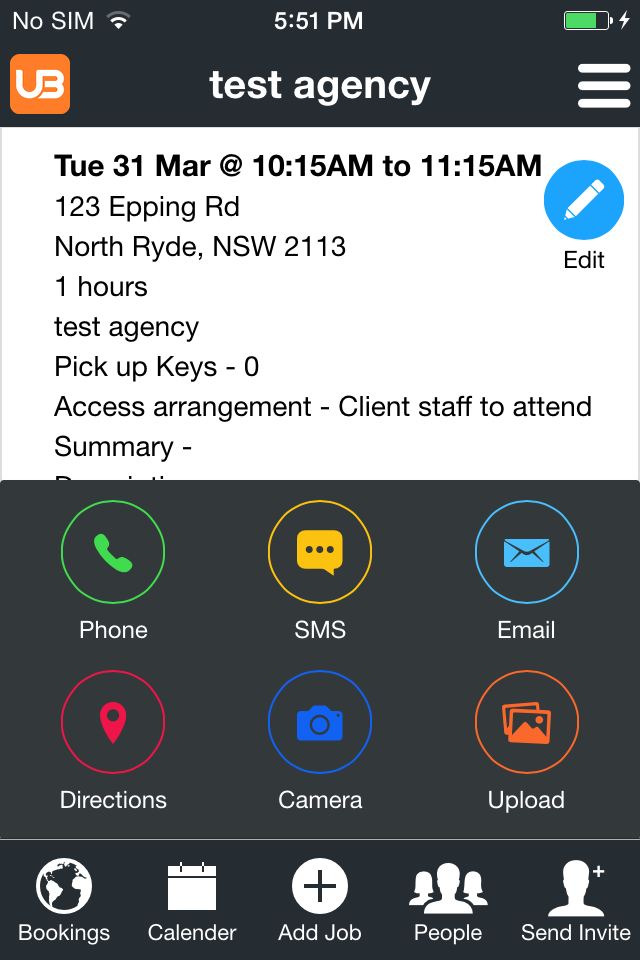 No SIM 5:51 PM
UB test agency
Tue 31 Mar @ 10:15AM to 11:15AM
123 Epping Rd
North Ryde, NSW 2113
Edit
1 hours
test agency
Pick up Keys - 0
Access arrangement - Client staff to attend
Summary -
Phone SMS Email
Directions Camera Upload
Bookings Calender Add Job People Send Invite